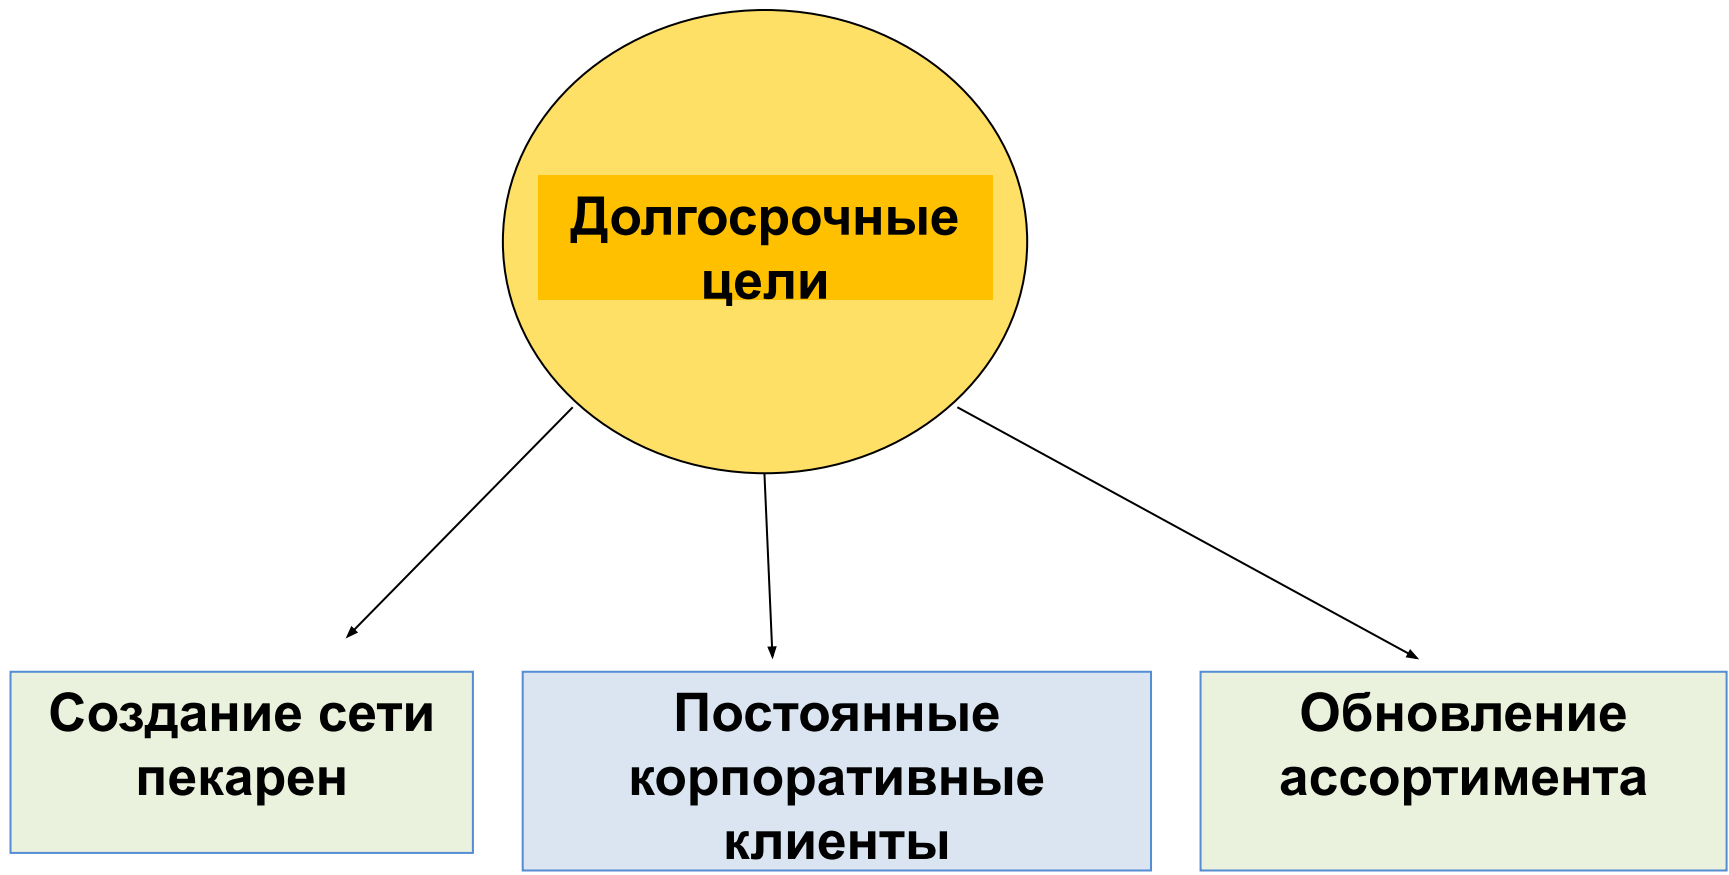 Долгосрочные
цели
Создание сети
пекарен
Постоянные
корпоративные
клиенты
Обновление
ассортимента